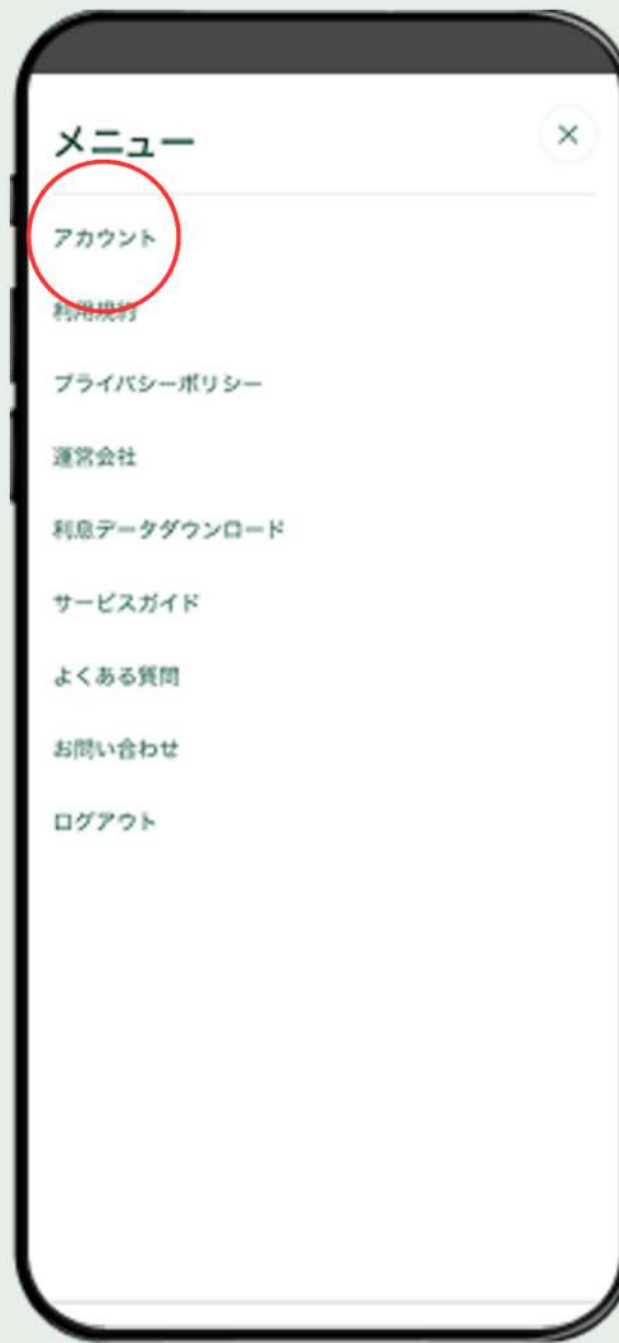 メニュー
アカウント
利用規約
プライバシーポリシー
運営会社
利息データダウンロード
サービスガイド
よくある質問
お問い合わせ
ログアウト